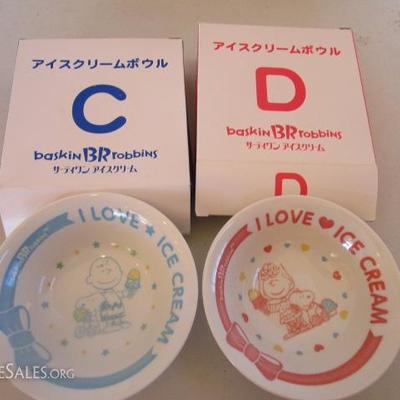 アイスクリームボウル
C
baskin BR robbins
サーティワン アイスクリーム
アイスクリームボウル
D
baskin BR robbins
サーティワン アイスクリーム
D
I LOVE ★ ICE CREAM
I LOVE ♥ ICE CREAM
ESALES.ORG